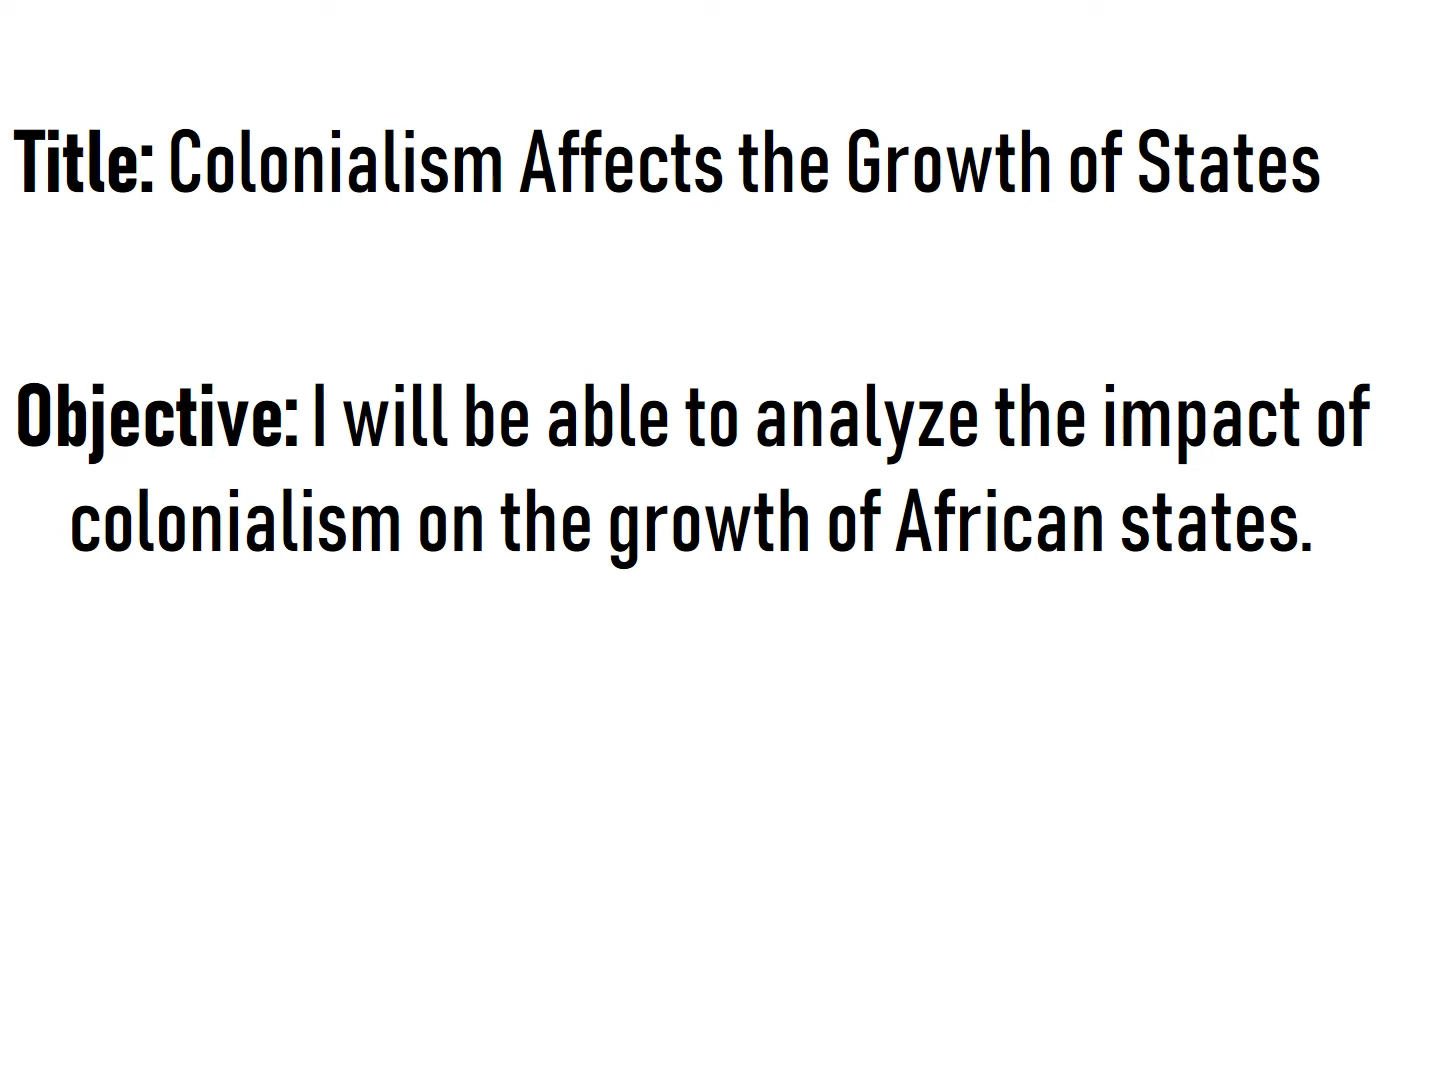 Title: Colonialism Affects the Growth of States
Objective: I will be able to analyze the impact of
colonialism on the growth of African states.